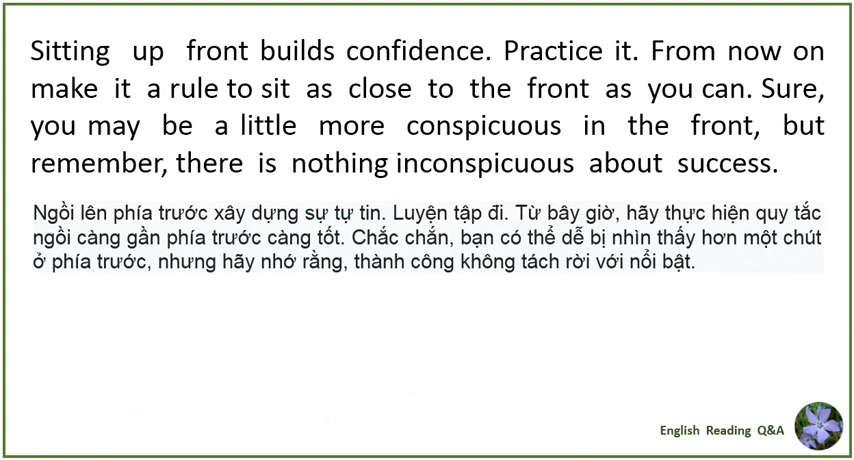 Sitting up front builds confidence. Practice it. From now on
make it a rule to sit as close to the front as you can. Sure,
you may be a little more conspicuous in the front, but
remember, there is nothing inconspicuous about success.
Ngồi lên phía trước xây dựng sự tự tin. Luyện tập đi. Từ bây giờ, hãy thực hiện quy tắc
ngồi càng gần phía trước càng tốt. Chắc chắn, bạn có thể dễ bị nhìn thấy hơn một chút
ở phía trước, nhưng hãy nhớ rằng, thành công không tách rời với nổi bật.
English Reading Q&A